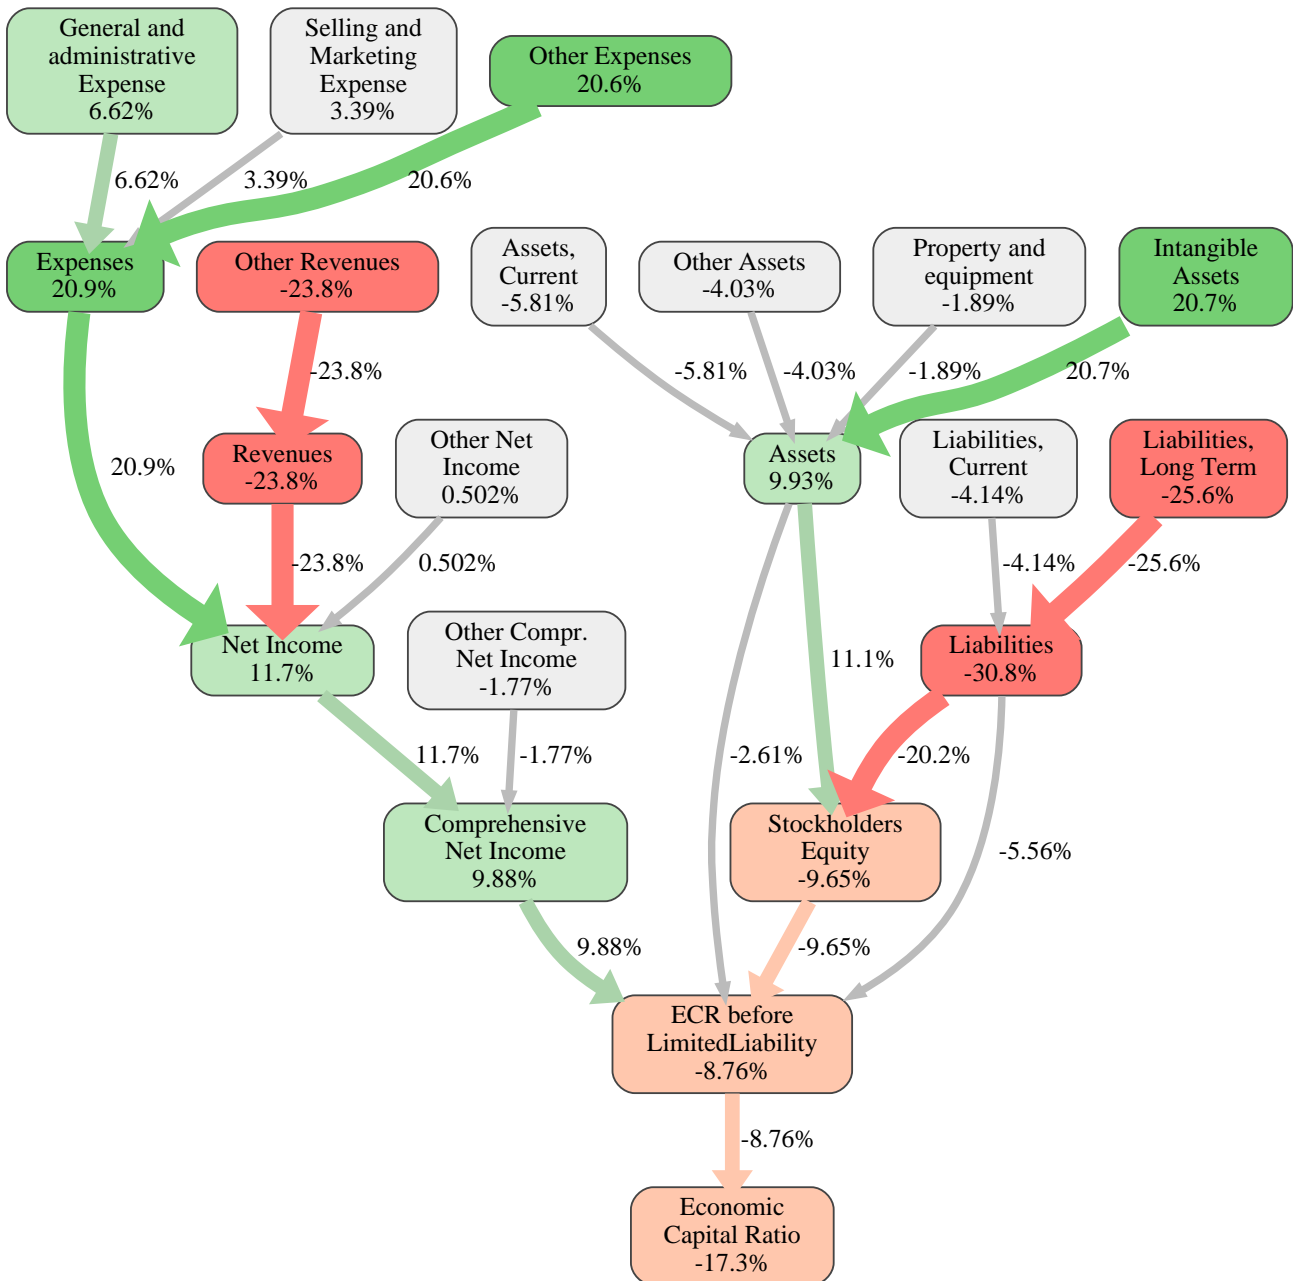 General and
administrative
Expense
6.62%
Selling and
Marketing
Expense
3.39%
Other Expenses
20.6%
6.62%
3.39%
20.6%
Expenses
20.9%
Other Revenues
-23.8%
Assets,
Current
-5.81%
Other Assets
-4.03%
Property and
equipment
-1.89%
Intangible
Assets
20.7%
-23.8%
-5.81%
-4.03%
-1.89%
20.7%
20.9%
Revenues
-23.8%
Other Net
Income
0.502%
Assets
9.93%
Liabilities,
Current
-4.14%
Liabilities,
Long Term
-25.6%
-23.8%
0.502%
-4.14%
-25.6%
Net Income
11.7%
Other Compr.
Net Income
-1.77%
11.1%
Liabilities
-30.8%
11.7%
-1.77%
-2.61%
-20.2%
Comprehensive
Net Income
9.88%
Stockholders
Equity
-9.65%
-5.56%
9.88%
-9.65%
ECR before
LimitedLiability
-8.76%
-8.76%
Economic
Capital Ratio
-17.3%